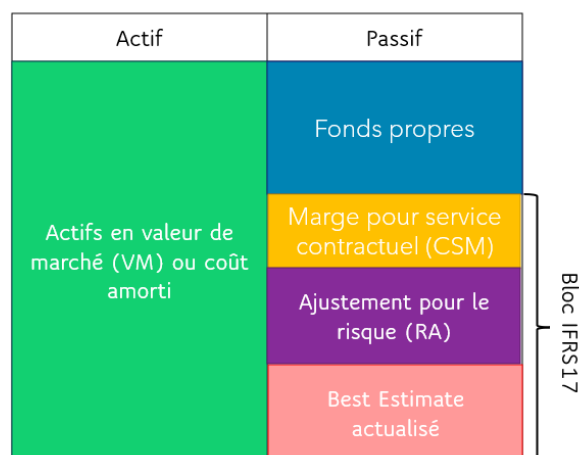 Actif
Passif
Actifs en valeur de
marché (VM) ou coût
amorti
Fonds propres
Marge pour service
contractuel (CSM)
Ajustement pour le
risque (RA)
Best Estimate
actualisé
Bloc IFRS17